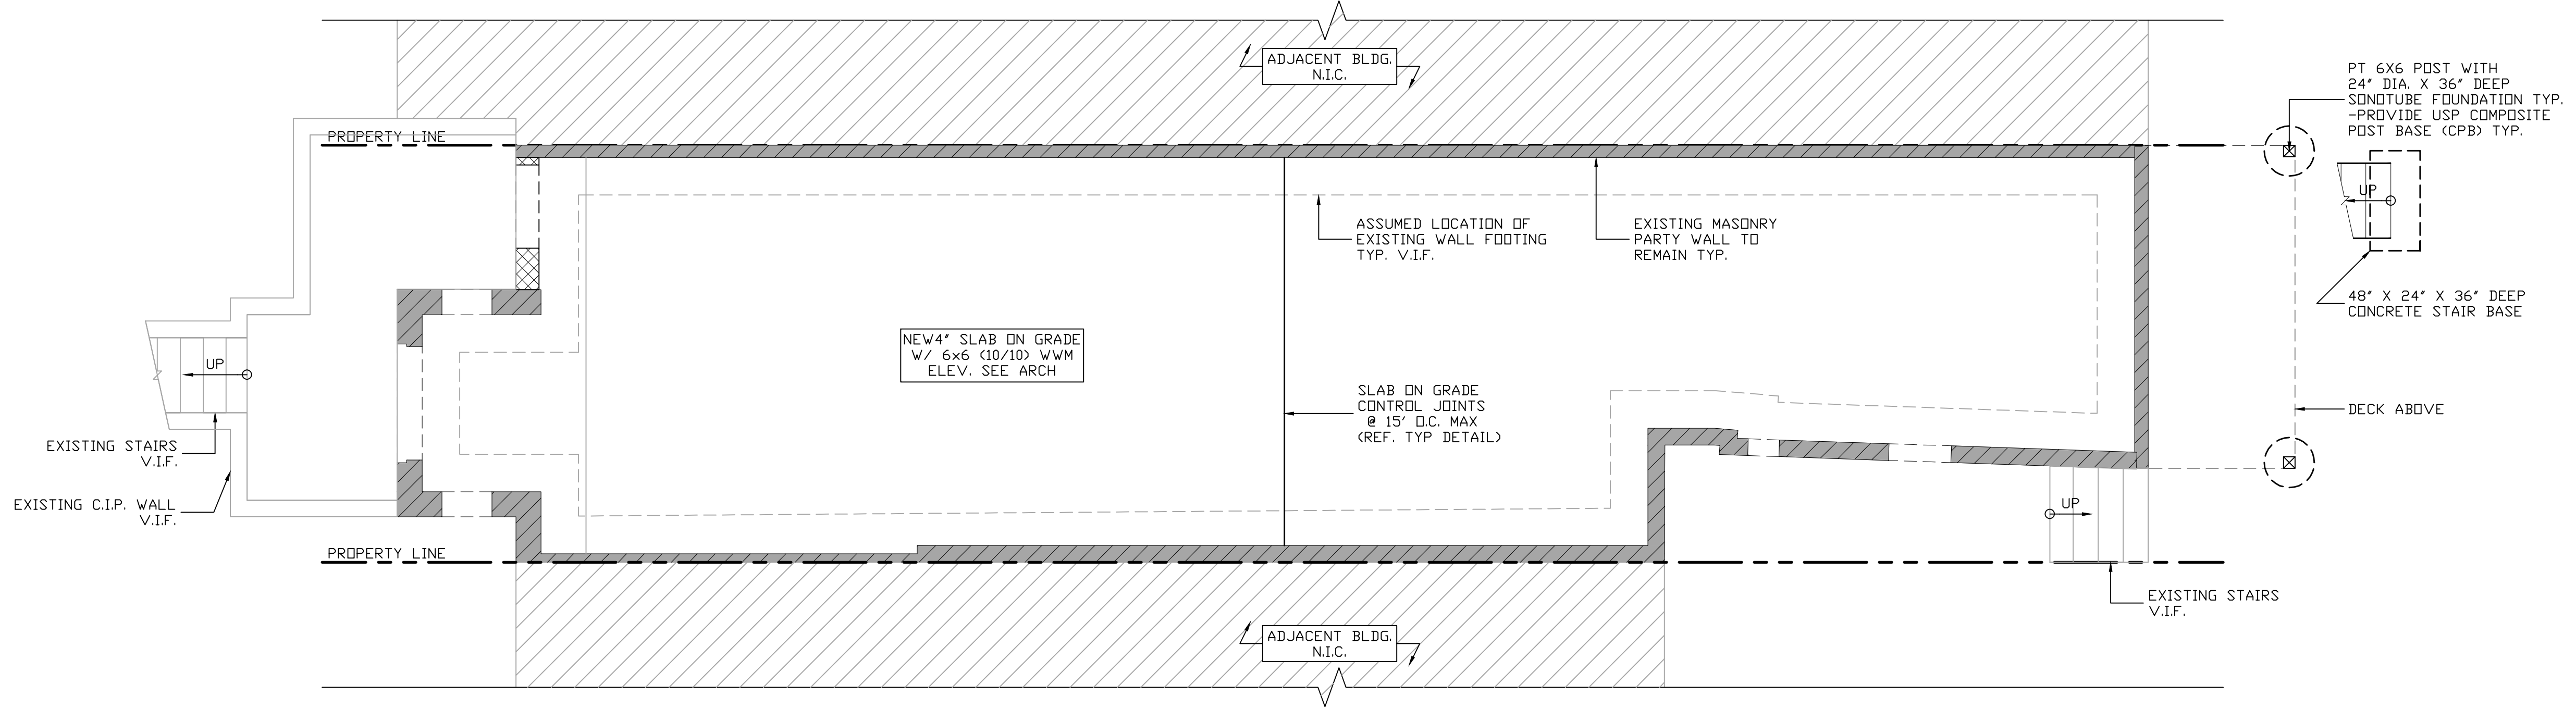 ADJACENT BLDG.
N.I.C.
PT 6X6 POST WITH
24" DIA. X 36" DEEP
SONOTUBE FOUNDATION TYP.
-PROVIDE USP COMPOSITE
POST BASE (CPB) TYP.
PROPERTY LINE
UP
ASSUMED LOCATION OF
EXISTING WALL FOOTING
TYP. V.I.F.
EXISTING MASONRY
PARTY WALL TO
REMAIN TYP.
48" X 24" X 36" DEEP
CONCRETE STAIR BASE
NEW4" SLAB ON GRADE
W/ 6x6 (10/10) WWM
ELEV. SEE ARCH
UP
SLAB ON GRADE
CONTROL JOINTS
@ 15' O.C. MAX
(REF. TYP DETAIL)
DECK ABOVE
EXISTING STAIRS
V.I.F.
EXISTING C.I.P. WALL
V.I.F.
UP
PROPERTY LINE
EXISTING STAIRS
V.I.F.
ADJACENT BLDG.
N.I.C.